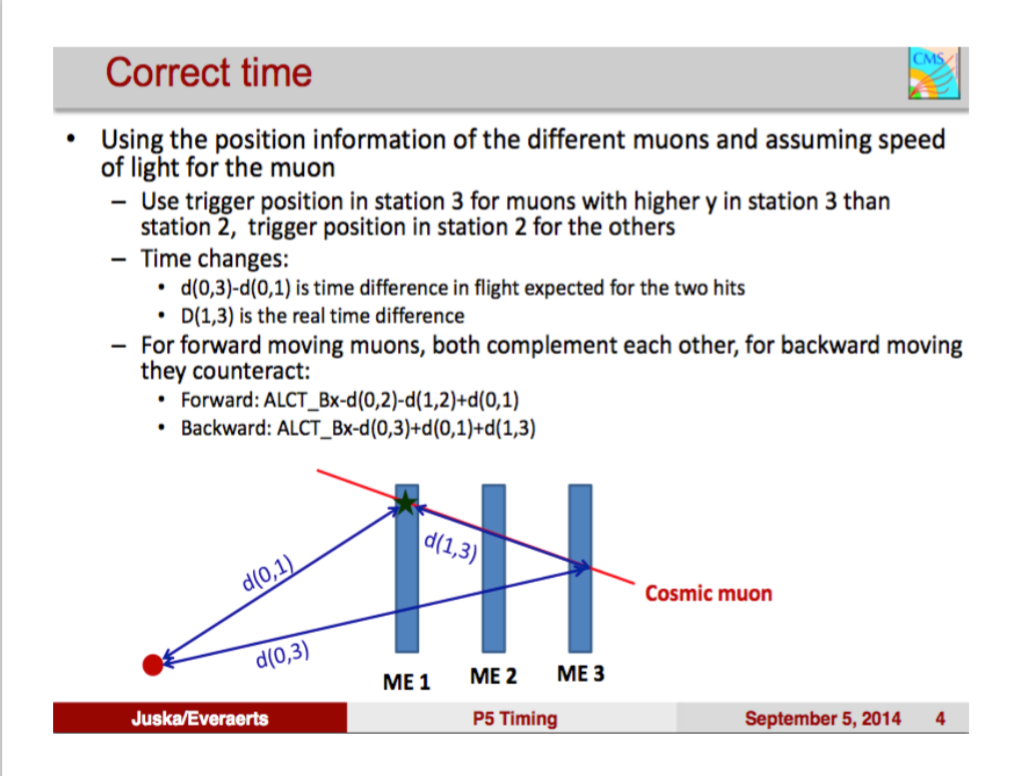 Correct time
CMS
• Using the position information of the different muons and assuming speed
of light for the muon
– Use trigger position in station 3 for muons with higher y in station 3 than
station 2, trigger position in station 2 for the others
– Time changes:
• d(0,3)-d(0,1) is time difference in flight expected for the two hits
• D(1,3) is the real time difference
– For forward moving muons, both complement each other, for backward moving
they counteract:
• Forward: ALCT_Bx-d(0,2)-d(1,2)+d(0,1)
• Backward: ALCT_Bx-d(0,3)+d(0,1)+d(1,3)
d(1,3)
d(0,1)
Cosmic muon
d(0,3)
ME 1 ME 2 ME 3
Juska/Everaerts P5 Timing September 5, 2014 4